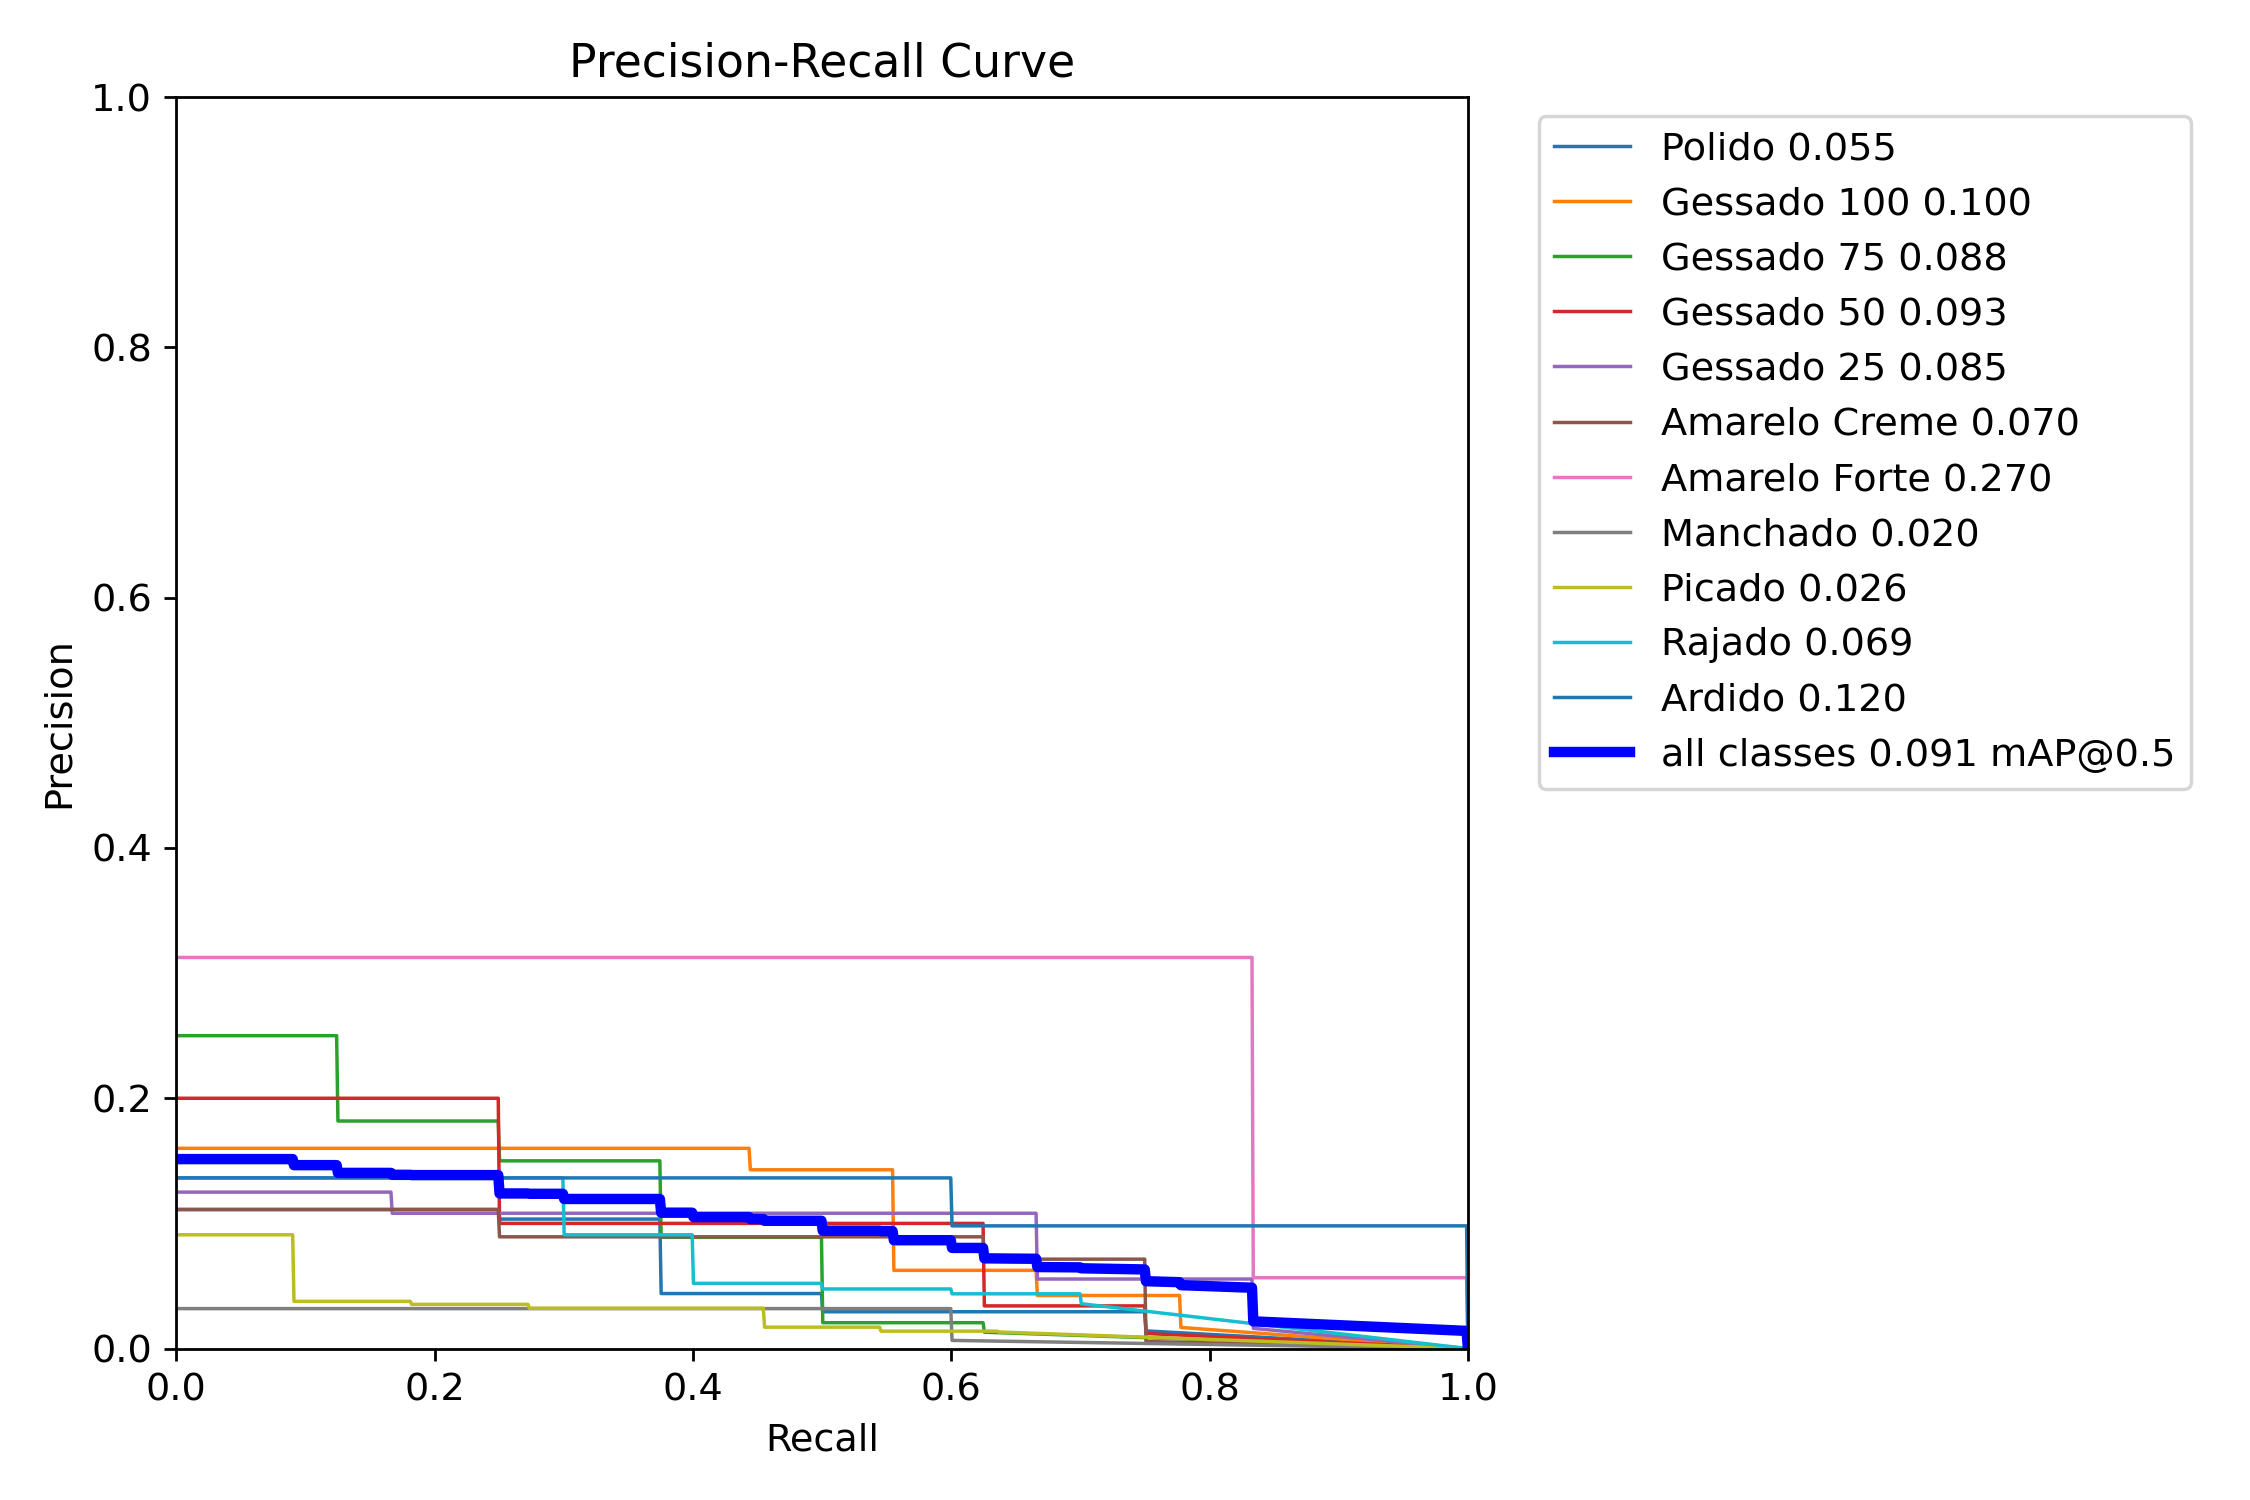 Precision-Recall Curve
1.0
0.8
0.6
0.4
0.2
0.0
Precision
0.0 0.2 0.4 0.6 0.8 1.0
Recall
Polido 0.055
Gessado 100 0.100
Gessado 75 0.088
Gessado 50 0.093
Gessado 25 0.085
Amarelo Creme 0.070
Amarelo Forte 0.270
Manchado 0.020
Picado 0.026
Rajado 0.069
Ardido 0.120
all classes 0.091 mAP@0.5